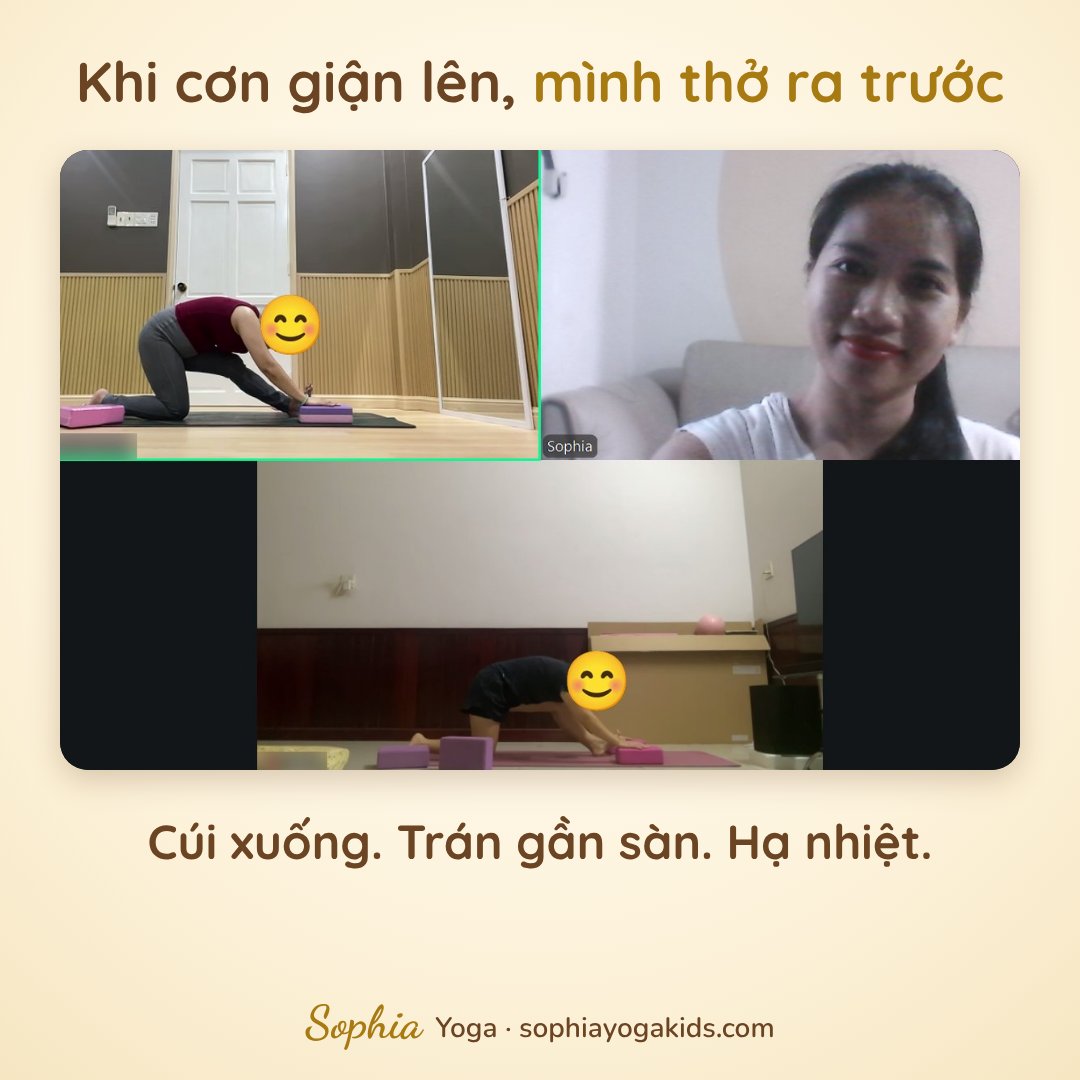 Khi cơn giận lên, mình thở ra trước
Sophia
Cúi xuống. Trán gần sàn. Hạ nhiệt.
Sophia Yoga · sophiayogakids.com